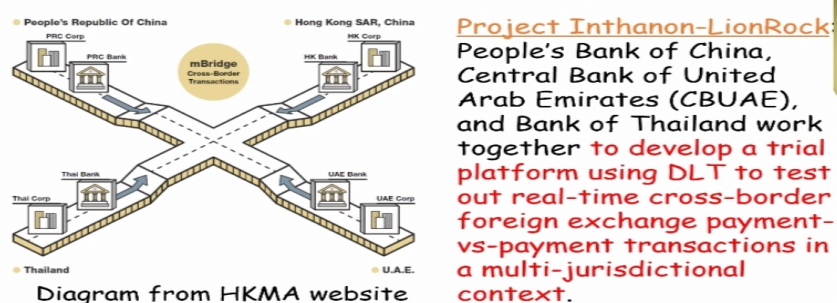 People's Republic Of China
PRC Corp
PRC Bank
mBridge
Cross-Border
Transactions
Hong Kong SAR, China
HK Corp
HK Bank
Thai Bank
Thai Corp
UAE Bank
UAE Corp
Thailand
U.A.E.
Diagram from HKMA website
Project Inthanon-LionRock:
People's Bank of China,
Central Bank of United
Arab Emirates (CBUAE),
and Bank of Thailand work
together to develop a trial
platform using DLT to test
out real-time cross-border
foreign exchange payment-
vs-payment transactions in
a multi-jurisdictional
context.